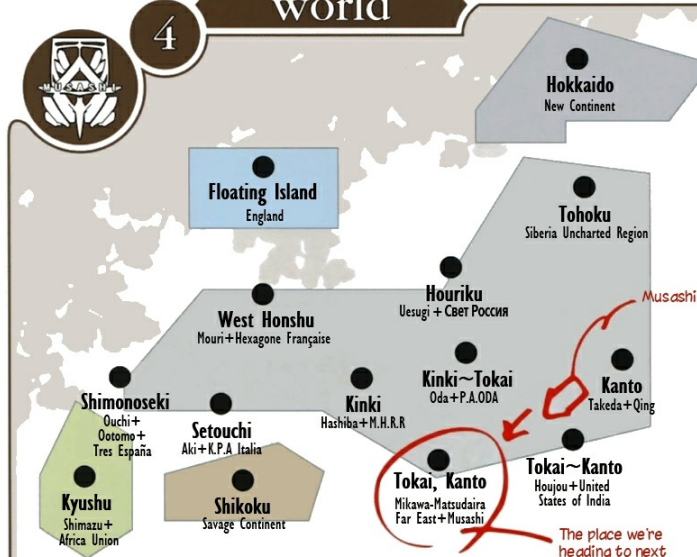 world
4
MUSASHI
Hokkaido
New Continent
Floating Island
England
Tohoku
Siberia Uncharted Region
Houriku
Uesugi + Свет РОССИЯ
Musashi
West Honshu
Mouri+Hexagone Française
Kinki~Tokai
Oda+P.A.ODA
Kanto
Takeda+Qing
Shimonoseki
Ouchi+
Ootomo+
Tres España
Setouchi
Aki+K.P.A Italia
Kinki
Hashiba+M.H.R.R
Tokai, Kanto
Mikawa-Matsudaira
Far East+Musashi
Tokai~Kanto
Houjou+United
States of India
Kyushu
Shimazu+
Africa Union
Shikoku
Savage Continent
The place we're
heading to next